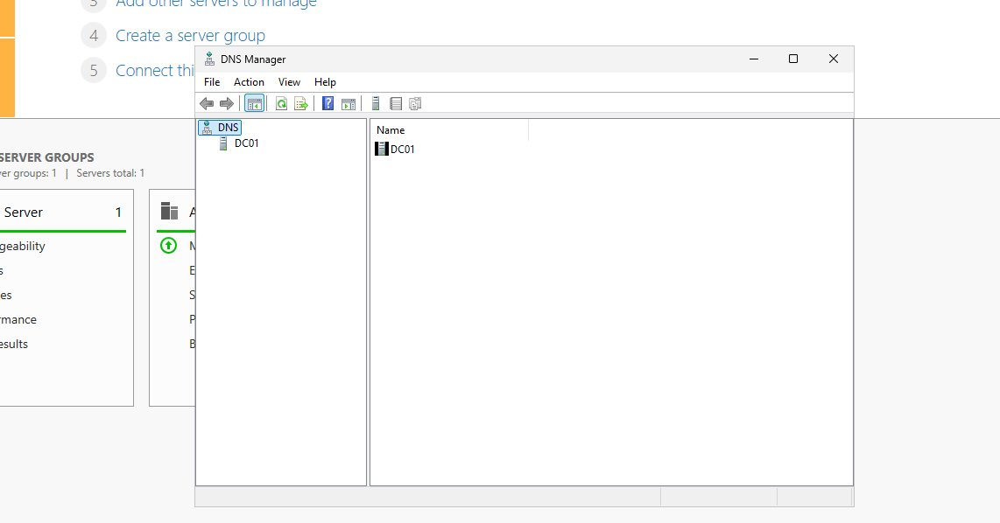 3 Add other servers to manage
4 Create a server group
5 Connect thi
DNS Manager
File Action View Help
DNS
DC01
Name
DC01
SERVER GROUPS
ver groups: 1 | Servers total: 1
Server 1
geability
s
es
rmance
esults
A
M
E
S
P
B